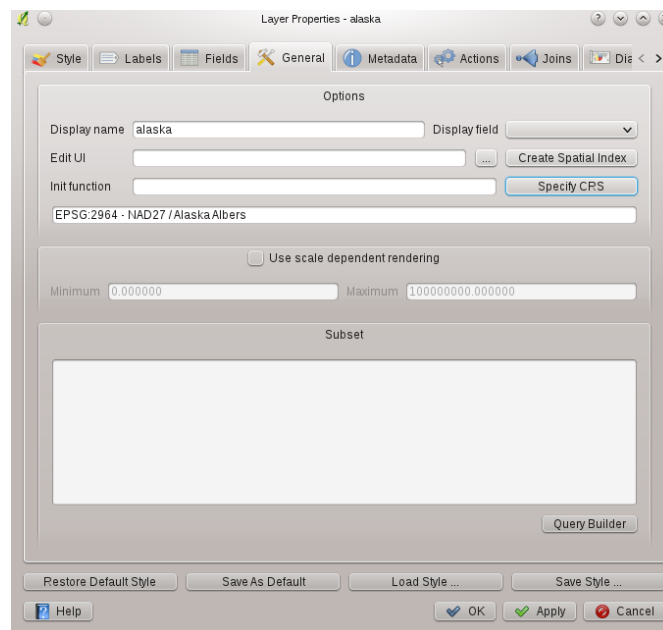 Layer Properties - alaska
Style Labels Fields General Metadata Actions Joins Dia
Options
Display name alaska Display field
Edit UI ... Create Spatial Index
Init function Specify CRS
EPSG:2964 - NAD27 / Alaska Albers
Use scale dependent rendering
Minimum 0.000000 Maximum 100000000.000000
Subset
Query Builder
Restore Default Style Save As Default Load Style ... Save Style ...
Help OK Apply Cancel